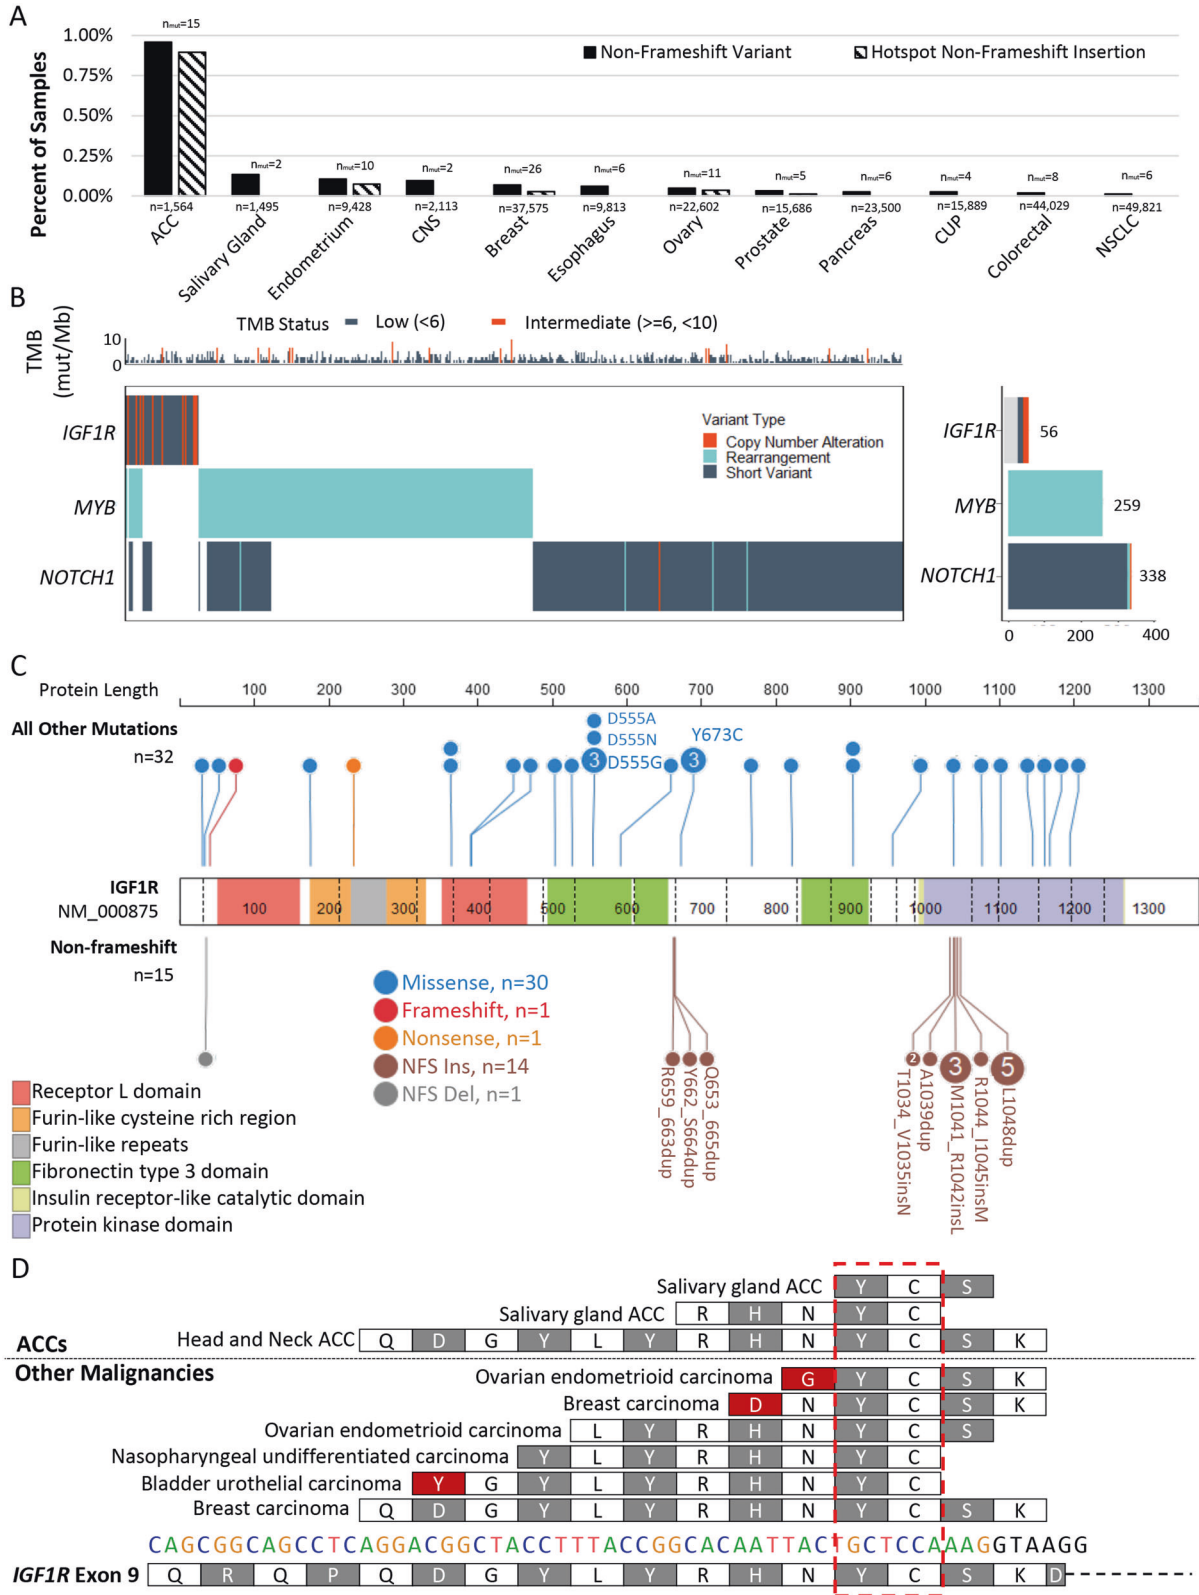 A
Percent of Samples
1.00%
0.75%
0.50%
0.25%
0.00%
Non-Frameshift Variant
Hotspot Non-Frameshift Insertion
nmut=15
nmut=2
nmut=10
nmut=2
nmut=26
nmut=6
nmut=11
nmut=5
nmut=6
nmut=4
nmut=8
nmut=6
n=1,564
n=1,495
n=9,428
n=2,113
n=37,575
n=9,813
n=22,602
n=15,686
n=23,500
n=15,889
n=44,029
n=49,821
ACC
Salivary Gland
Endometrium
CNS
Breast
Esophagus
Ovary
Prostate
Pancreas
CUP
Colorectal
NSCLC
B
TMB Status
Low (<6)
Intermediate (>=6, <10)
TMB
(mut/Mb)
10
0
IGF1R
MYB
NOTCH1
Variant Type
Copy Number Alteration
Rearrangement
Short Variant
IGF1R
56
MYB
259
NOTCH1
338
0 200 400
C
Protein Length
100 200 300 400 500 600 700 800 900 1000 1100 1200 1300
All Other Mutations
n=32
D555A
D555N
3
D555G
Y673C
3
IGF1R
NM_000875
100 200 300 400 500 600 700 800 900 1000 1100 1200 1300
Non-frameshift
n=15
Missense, n=30
Frameshift, n=1
Nonsense, n=1
NFS Ins, n=14
NFS Del, n=1
R659_663dup
Y662_S664dup
Q653_665dup
2
3
5
T1034_V1035insN
A1039dup
M1041_R1042insL
R1044_I1045insM
L1048dup
Receptor L domain
Furin-like cysteine rich region
Furin-like repeats
Fibronectin type 3 domain
Insulin receptor-like catalytic domain
Protein kinase domain
D
Salivary gland ACC Y C S
Salivary gland ACC R H N Y C
ACCs
Head and Neck ACC Q D G Y L Y R H N Y C S K
Other Malignancies
Ovarian endometrioid carcinoma G Y C S K
Breast carcinoma D N Y C S K
Ovarian endometrioid carcinoma L Y R H N Y C S
Nasopharyngeal undifferentiated carcinoma Y L Y R H N Y C
Bladder urothelial carcinoma Y G Y L Y R H N Y C
Breast carcinoma Q D G Y L Y R H N Y C S K
CAGCGGCAGCCTCAGGACGGCTACCTTTACCGGCACAATTACTGCTCCAAAGGTAAGG
IGF1R Exon 9 Q R Q P Q D G Y L Y R H N Y C S K D